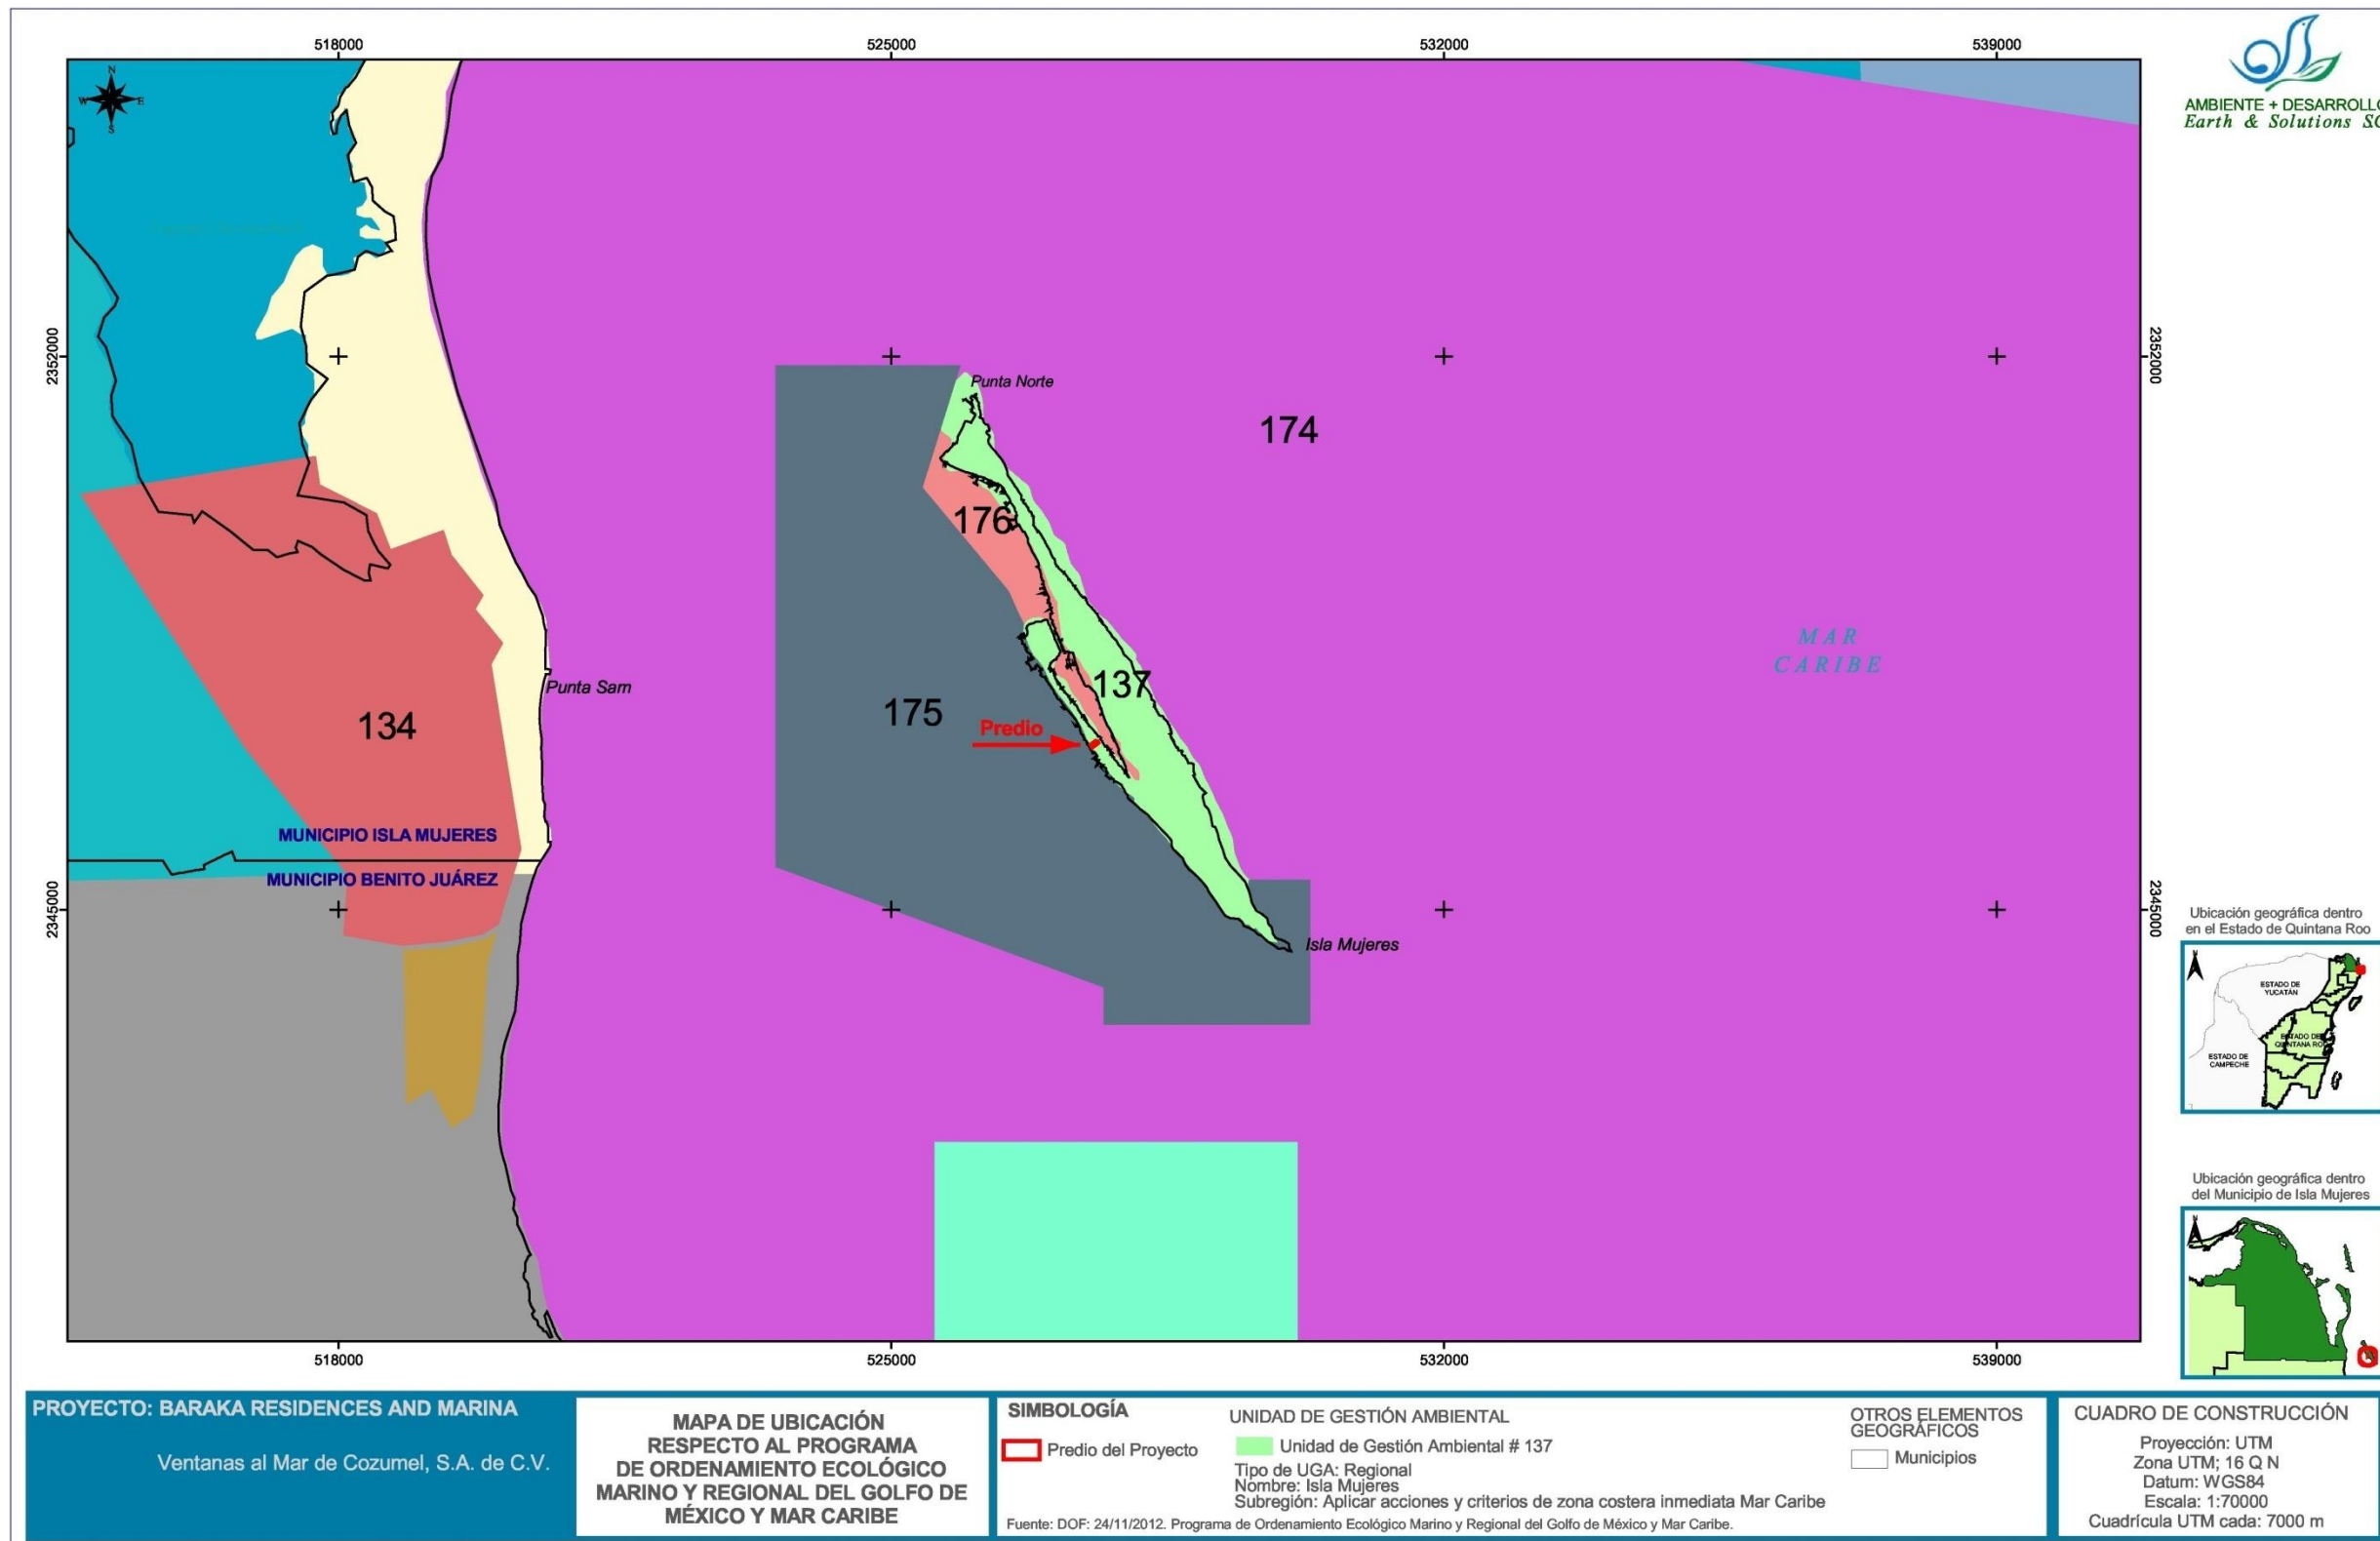 518000
525000
532000
539000
N
W
E
S
AMBIENTE + DESARROLLO
Earth & Solutions SC
2352000
2352000
Punta Norte
174
176
MAR
CARIBE
137
Punta Sam
175
134
Predio
MUNICIPIO ISLA MUJERES
MUNICIPIO BENITO JUÁREZ
2345000
2345000
Isla Mujeres
Ubicación geográfica dentro
en el Estado de Quintana Roo
ESTADO DE
YUCATÁN
ESTADO DE
QUINTANA ROO
ESTADO DE
CAMPECHE
Ubicación geográfica dentro
del Municipio de Isla Mujeres
518000
525000
532000
539000
PROYECTO: BARAKA RESIDENCES AND MARINA
Ventanas al Mar de Cozumel, S.A. de C.V.
MAPA DE UBICACIÓN
RESPECTO AL PROGRAMA
DE ORDENAMIENTO ECOLÓGICO
MARINO Y REGIONAL DEL GOLFO DE
MÉXICO Y MAR CARIBE
SIMBOLOGÍA
Predio del Proyecto
UNIDAD DE GESTIÓN AMBIENTAL
Unidad de Gestión Ambiental # 137
Tipo de UGA: Regional
Nombre: Isla Mujeres
Subregión: Aplicar acciones y criterios de zona costera inmediata Mar Caribe
Fuente: DOF: 24/11/2012. Programa de Ordenamiento Ecológico Marino y Regional del Golfo de México y Mar Caribe.
OTROS ELEMENTOS
GEOGRÁFICOS
Municipios
CUADRO DE CONSTRUCCIÓN
Proyección: UTM
Zona UTM; 16 Q N
Datum: WGS84
Escala: 1:70000
Cuadrícula UTM cada: 7000 m